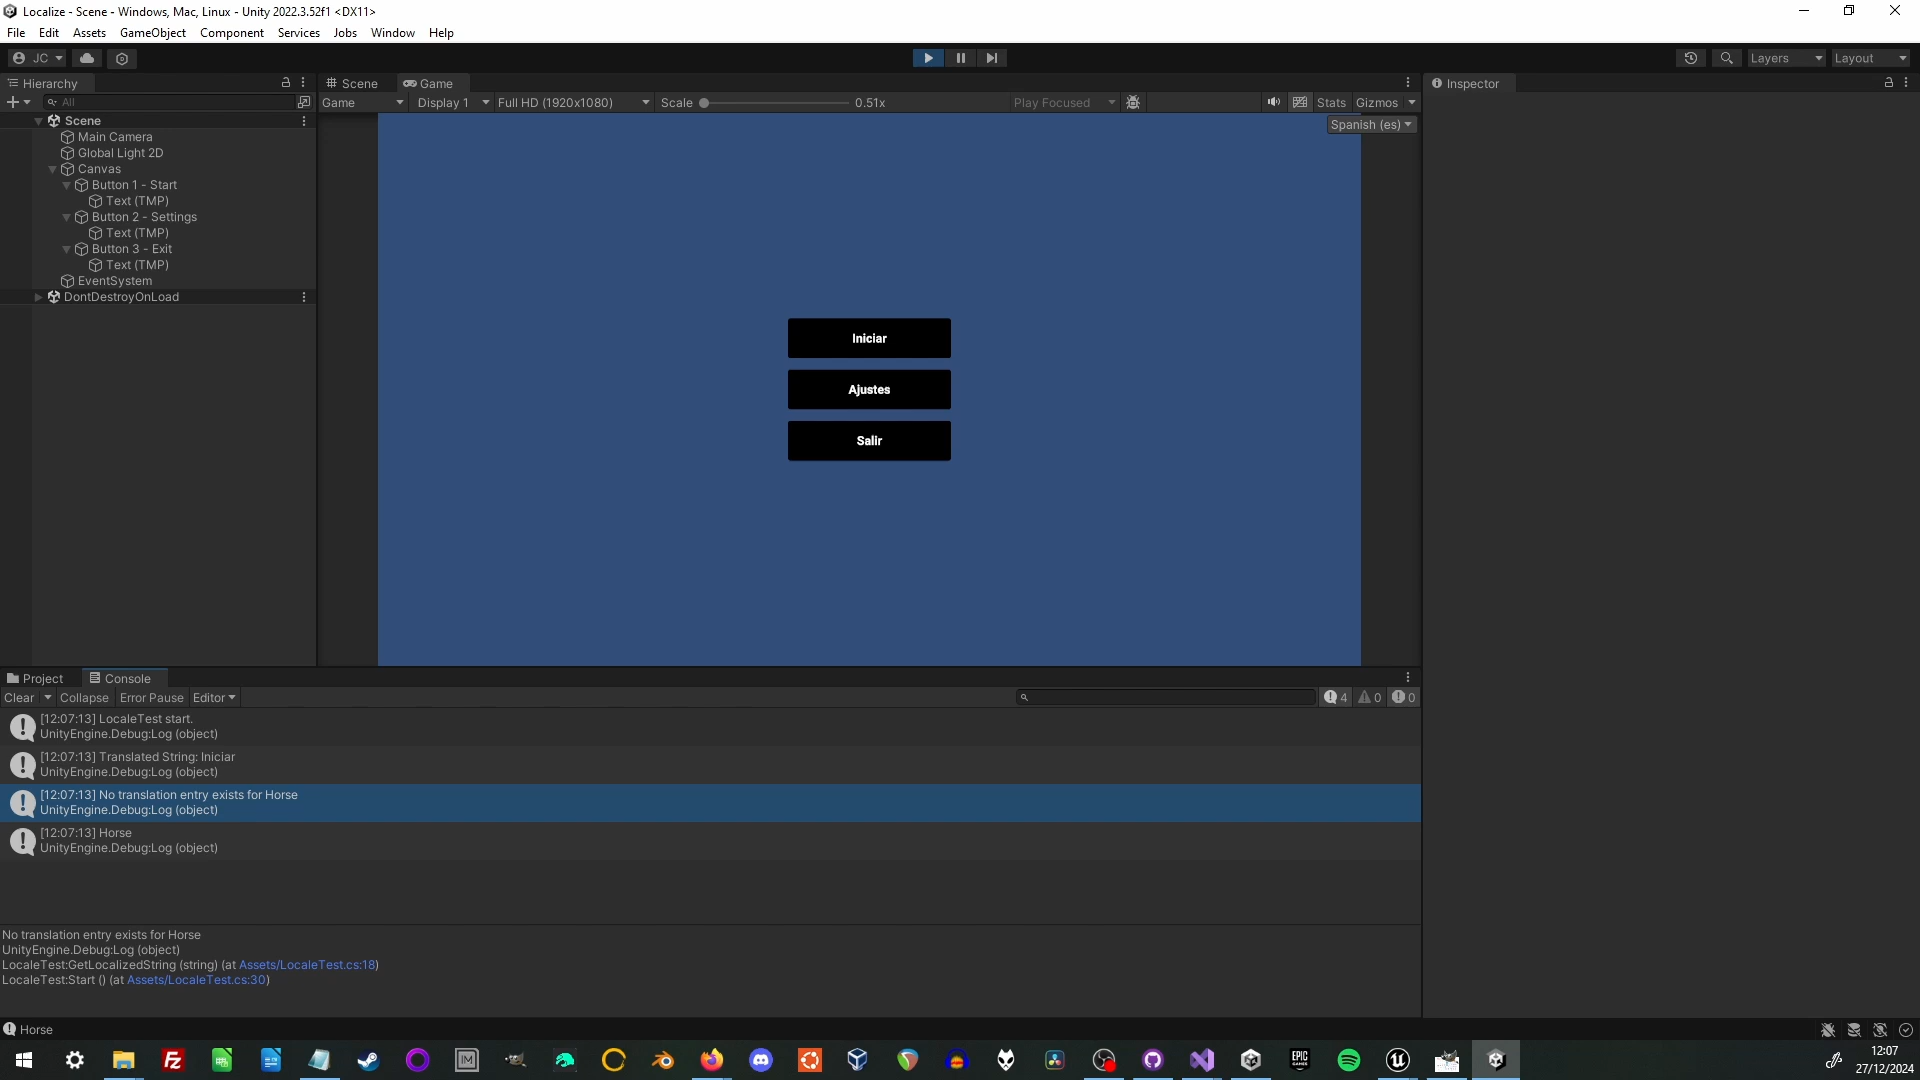 Localize - Scene - Windows, Mac, Linux - Unity 2022.3.52f1 <DX11>
File Edit Assets GameObject Component Services Jobs Window Help
JC Layers Layout
Hierarchy Scene Game Inspector
All Game Display 1 Full HD (1920x1080) Scale 0.51x Play Focused Stats Gizmos
Scene
Spanish (es)
Main Camera
Global Light 2D
Canvas
Button 1 - Start
Text (TMP)
Button 2 - Settings
Text (TMP)
Button 3 - Exit
Text (TMP)
EventSystem
DontDestroyOnLoad
Iniciar
Ajustes
Salir
Project Console
Clear Collapse Error Pause Editor 4 0 0
[12:07:13] LocaleTest start.
UnityEngine.Debug:Log (object)
[12:07:13] Translated String: Iniciar
UnityEngine.Debug:Log (object)
[12:07:13] No translation entry exists for Horse
UnityEngine.Debug:Log (object)
[12:07:13] Horse
UnityEngine.Debug:Log (object)
No translation entry exists for Horse
UnityEngine.Debug:Log (object)
LocaleTest:GetLocalizedString (string) (at Assets/LocaleTest.cs:18)
LocaleTest:Start () (at Assets/LocaleTest.cs:30)
Horse
12:07
27/12/2024